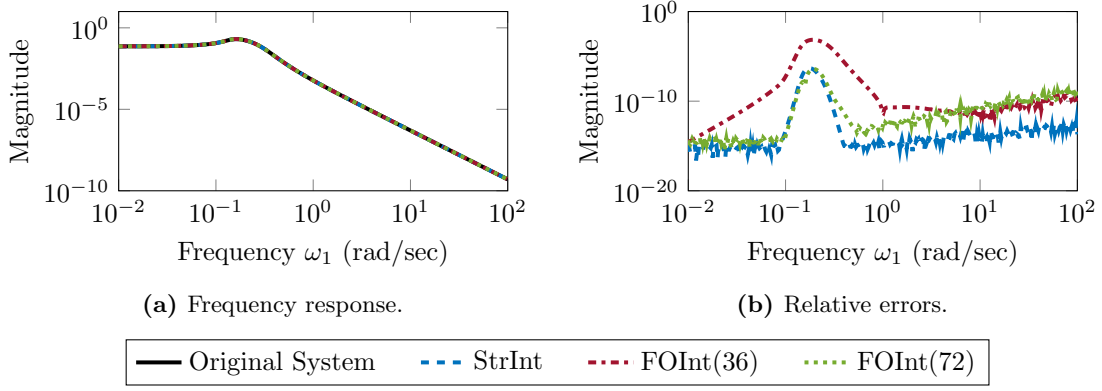 10^0
10^-5
10^-10
Magnitude
10^-2 10^-1 10^0 10^1 10^2
Frequency ω_1 (rad/sec)
(a) Frequency response.
10^0
10^-10
10^-20
Magnitude
10^-2 10^-1 10^0 10^1 10^2
Frequency ω_1 (rad/sec)
(b) Relative errors.
Original System StrInt FOInt(36) FOInt(72)